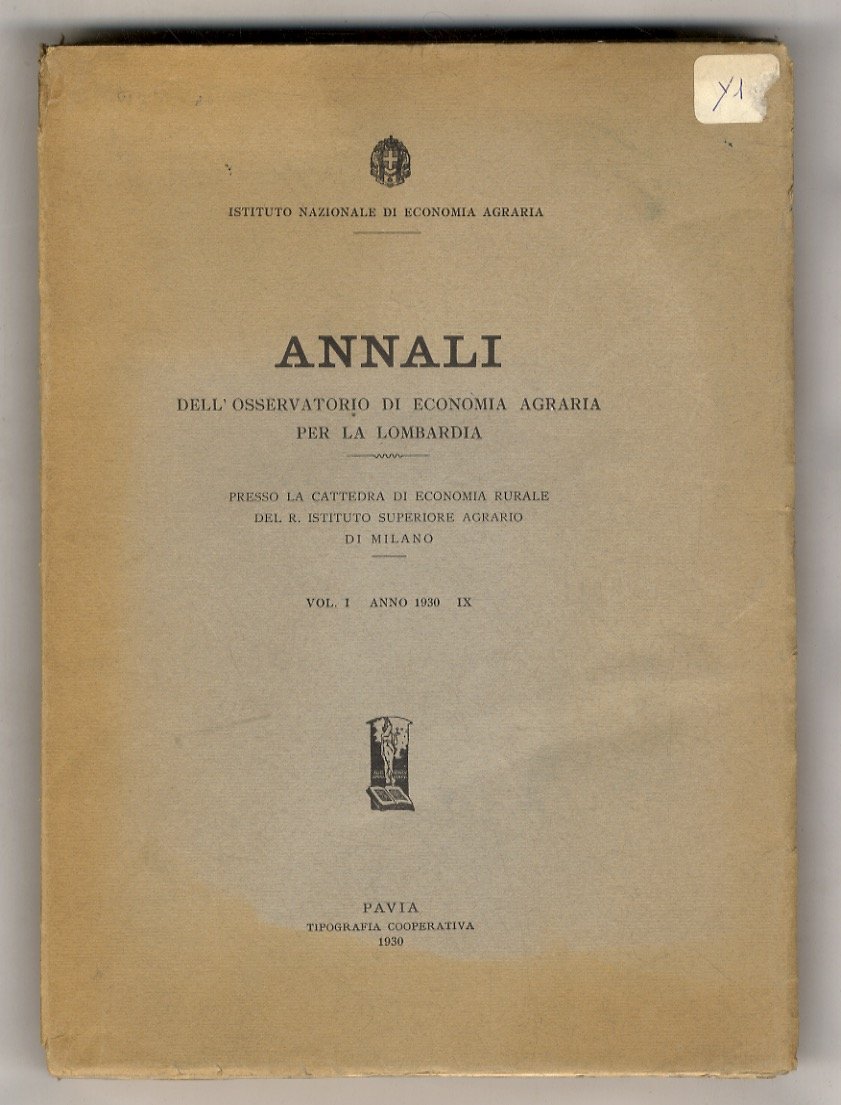 Y1
ISTITUTO NAZIONALE DI ECONOMIA AGRARIA
ANNALI
DELL' OSSERVATORIO DI ECONOMIA AGRARIA
PER LA LOMBARDIA
PRESSO LA CATTEDRA DI ECONOMIA RURALE
DEL R. ISTITUTO SUPERIORE AGRARIO
DI MILANO
VOL. I ANNO 1930 IX
PAVIA
TIPOGRAFIA COOPERATIVA
1930